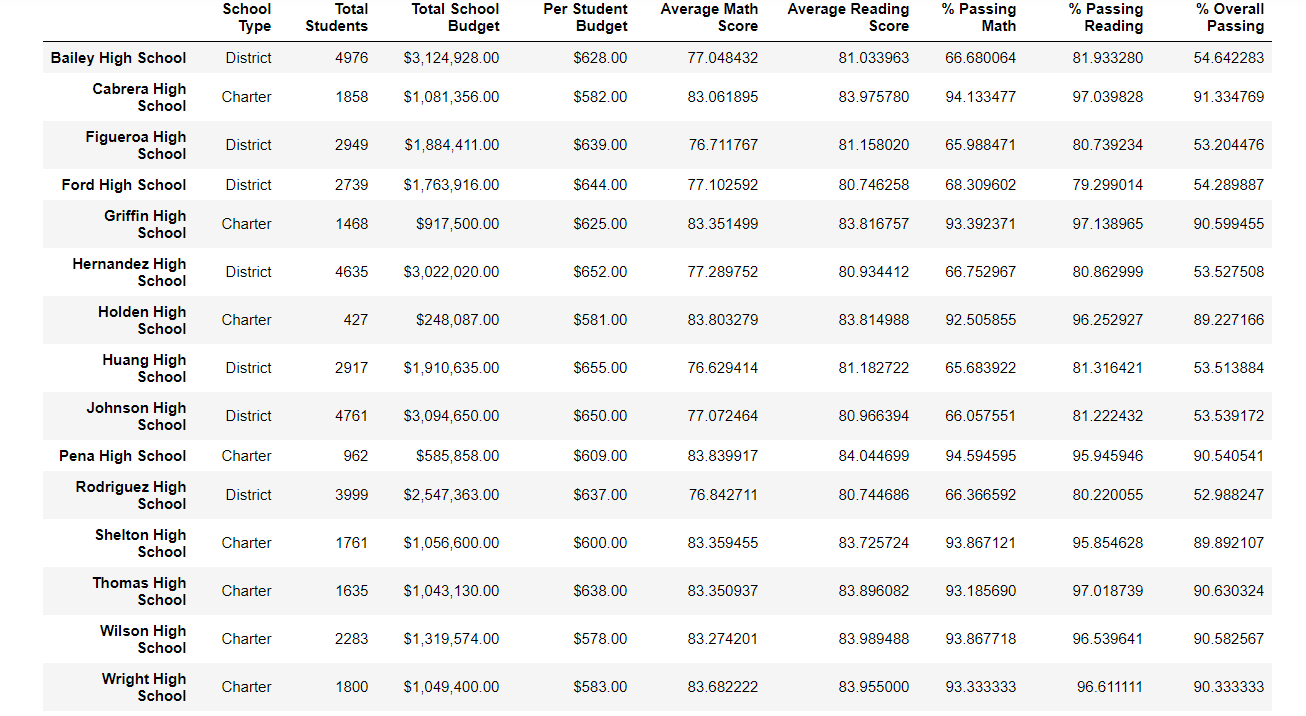 School Type Total Students Total School Budget Per Student Budget Average Math Score Average Reading Score % Passing Math % Passing Reading % Overall Passing
Bailey High School District 4976 $3,124,928.00 $628.00 77.048432 81.033963 66.680064 81.933280 54.642283
Cabrera High School Charter 1858 $1,081,356.00 $582.00 83.061895 83.975780 94.133477 97.039828 91.334769
Figueroa High School District 2949 $1,884,411.00 $639.00 76.711767 81.158020 65.988471 80.739234 53.204476
Ford High School District 2739 $1,763,916.00 $644.00 77.102592 80.746258 68.309602 79.299014 54.289887
Griffin High School Charter 1468 $917,500.00 $625.00 83.351499 83.816757 93.392371 97.138965 90.599455
Hernandez High School District 4635 $3,022,020.00 $652.00 77.289752 80.934412 66.752967 80.862999 53.527508
Holden High School Charter 427 $248,087.00 $581.00 83.803279 83.814988 92.505855 96.252927 89.227166
Huang High School District 2917 $1,910,635.00 $655.00 76.629414 81.182722 65.683922 81.316421 53.513884
Johnson High School District 4761 $3,094,650.00 $650.00 77.072464 80.966394 66.057551 81.222432 53.539172
Pena High School Charter 962 $585,858.00 $609.00 83.839917 84.044699 94.594595 95.945946 90.540541
Rodriguez High School District 3999 $2,547,363.00 $637.00 76.842711 80.744686 66.366592 80.220055 52.988247
Shelton High School Charter 1761 $1,056,600.00 $600.00 83.359455 83.725724 93.867121 95.854628 89.892107
Thomas High School Charter 1635 $1,043,130.00 $638.00 83.350937 83.896082 93.185690 97.018739 90.630324
Wilson High School Charter 2283 $1,319,574.00 $578.00 83.274201 83.989488 93.867718 96.539641 90.582567
Wright High School Charter 1800 $1,049,400.00 $583.00 83.682222 83.955000 93.333333 96.611111 90.333333